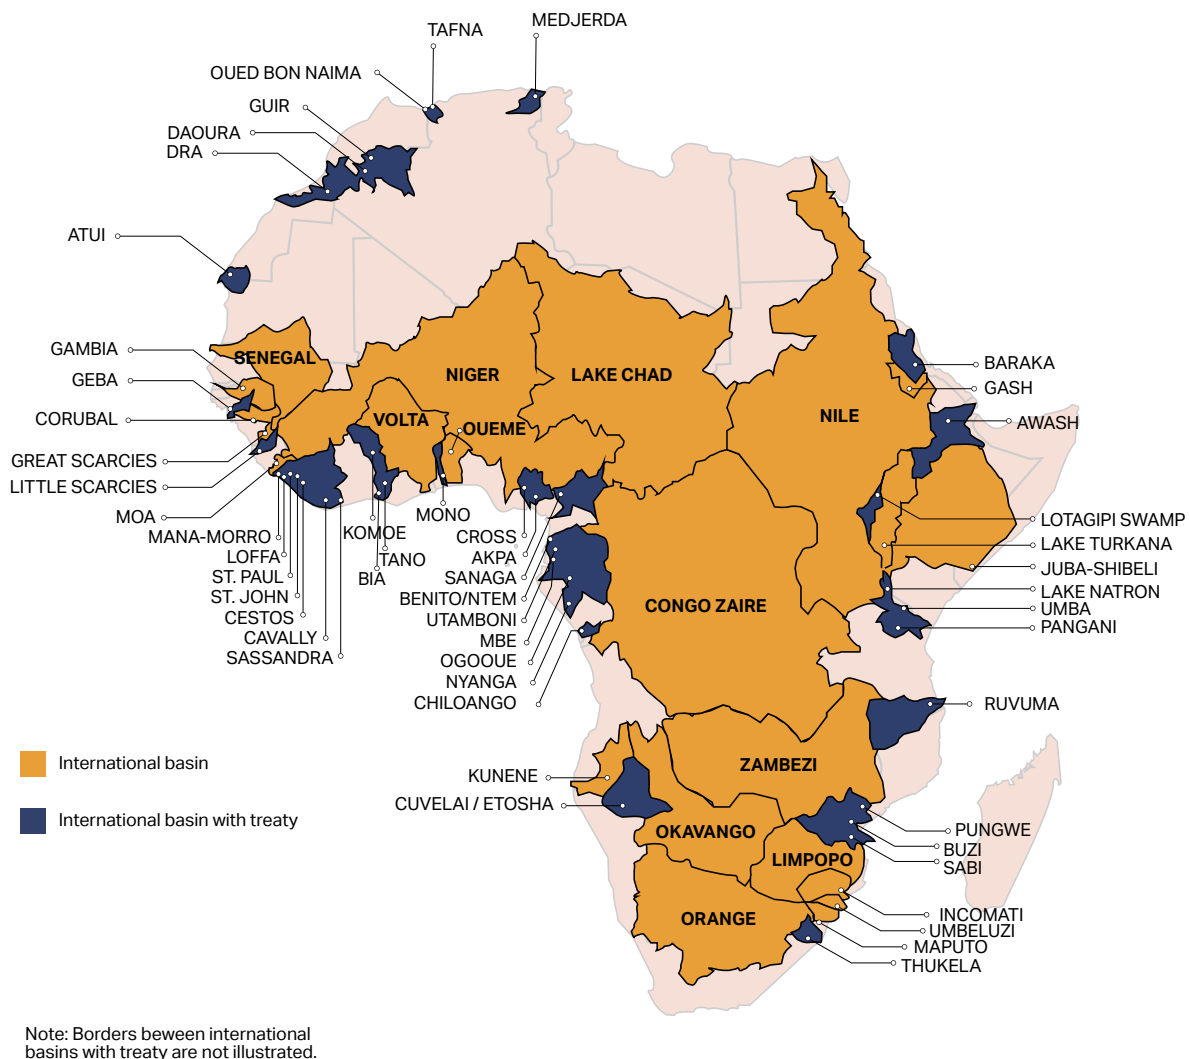 TAFNA
MEDJERDA
OUED BON NAIMA
GUIR
DAOURA
DRA
ATUI
GAMBIA
GEBA
CORUBAL
GREAT SCARCIES
LITTLE SCARCIES
MOA
MANA-MORRO
LOFFA
ST. PAUL
ST. JOHN
CESTOS
CAVALLY
SASSANDRA
SENEGAL
NIGER
LAKE CHAD
VOLTA
OUEME
NILE
KOMOE
TANO
BIA
MONO
CROSS
AKPA
SANAGA
BENITO/NTEM
UTAMBONI
MBE
OGOOUE
NYANGA
CHILOANGO
CONGO ZAIRE
BARAKA
GASH
AWASH
LOTAGIPI SWAMP
LAKE TURKANA
JUBA-SHIBELI
LAKE NATRON
UMBA
PANGANI
RUVUMA
ZAMBEZI
KUNENE
CUVELAI / ETOSHA
OKAVANGO
LIMPOPO
ORANGE
PUNGWE
BUZI
SABI
INCOMATI
UMBELUZI
MAPUTO
THUKELA
International basin
International basin with treaty
Note: Borders beween international
basins with treaty are not illustrated.